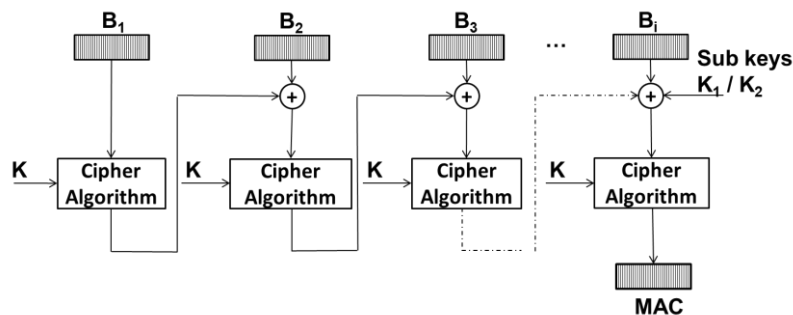 B₁
B₂
B₃
...
Bᵢ
Sub keys
K₁ / K₂
K
Cipher
Algorithm
K
Cipher
Algorithm
K
Cipher
Algorithm
K
Cipher
Algorithm
MAC